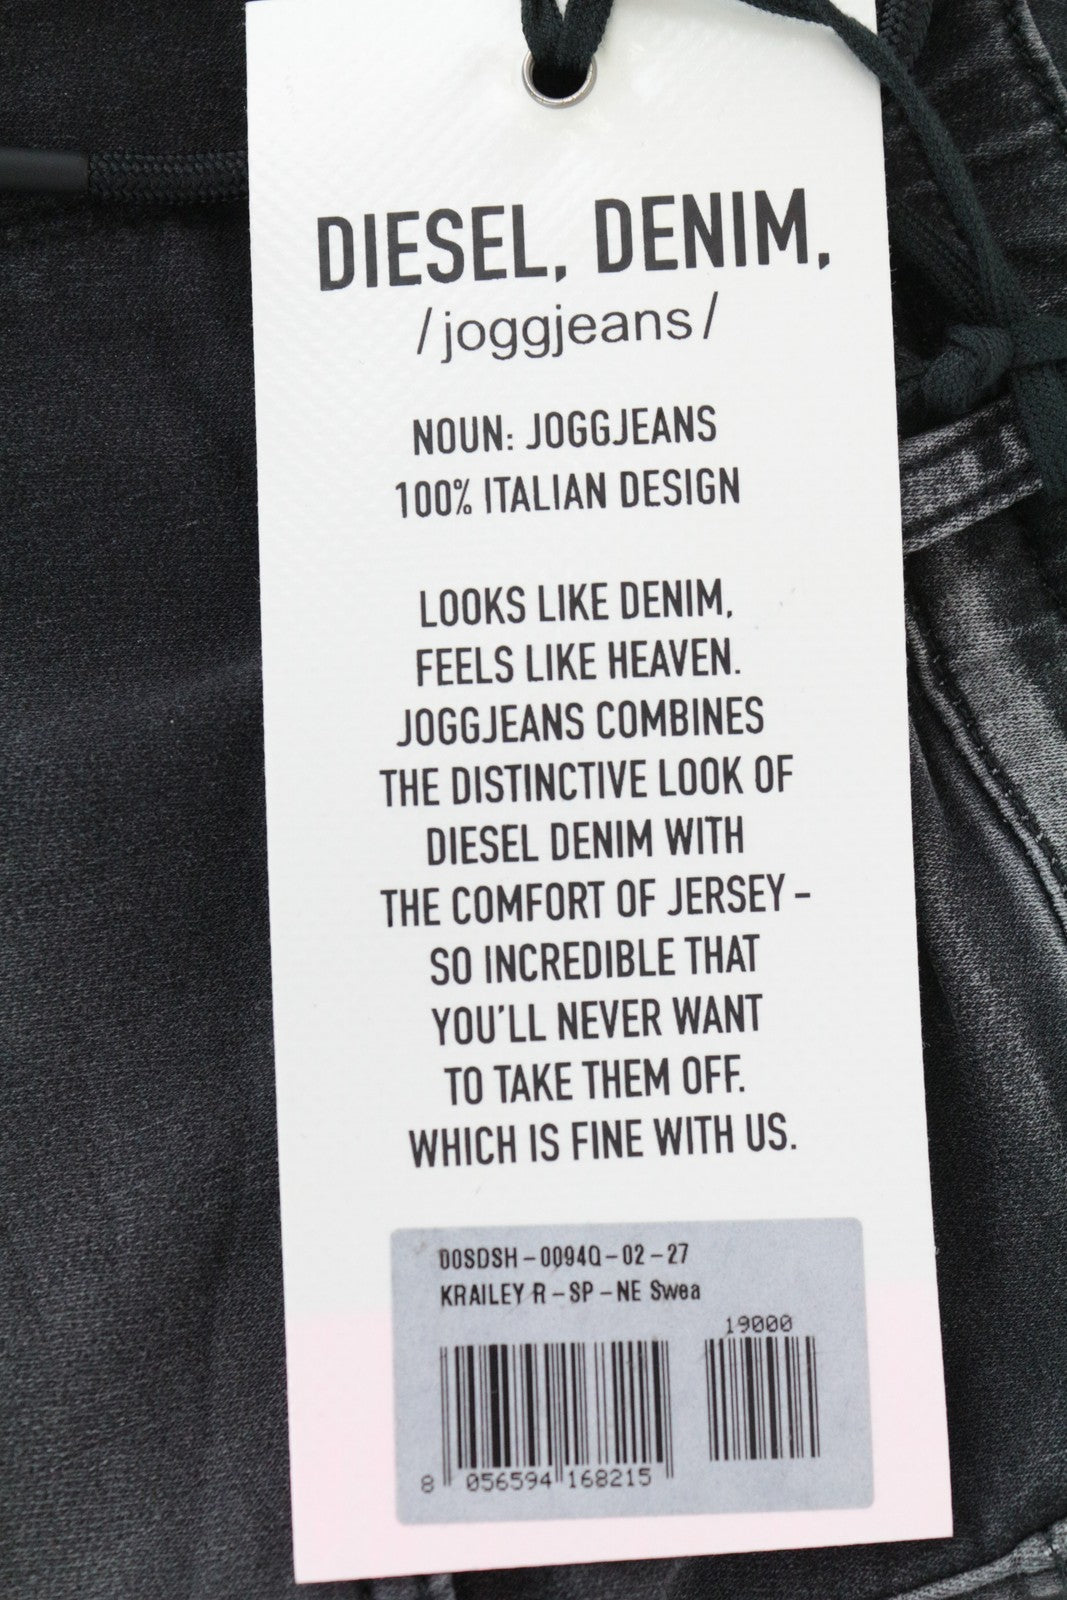 DIESEL, DENIM,
/joggjeans/
NOUN: JOGGJEANS
100% ITALIAN DESIGN
LOOKS LIKE DENIM,
FEELS LIKE HEAVEN.
JOGGJEANS COMBINES
THE DISTINCTIVE LOOK OF
DIESEL DENIM WITH
THE COMFORT OF JERSEY –
SO INCREDIBLE THAT
YOU'LL NEVER WANT
TO TAKE THEM OFF.
WHICH IS FINE WITH US.
00SDSH-0094Q-02-27
KRAILEY R-SP-NE Swea
19000
8 056594 168215